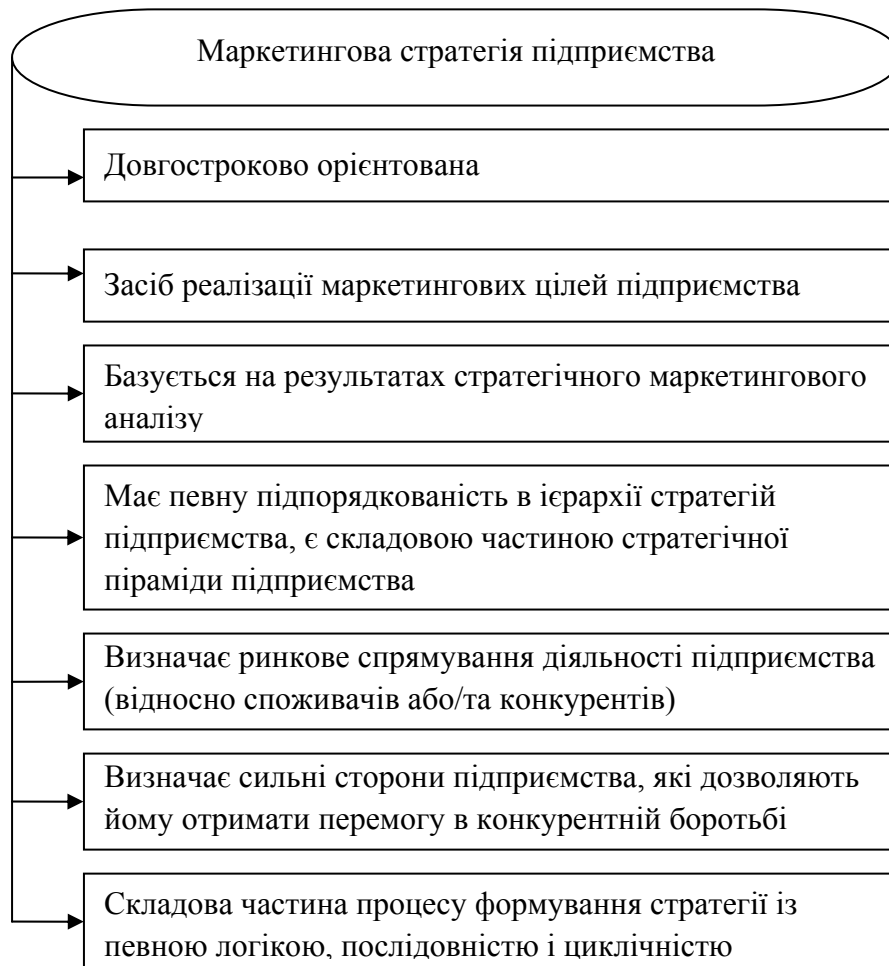 Маркетингова стратегія підприємства
Довгостроково орієнтована
Засіб реалізації маркетингових цілей підприємства
Базується на результатах стратегічного маркетингового
аналізу
Має певну підпорядкованість в ієрархії стратегій
підприємства, є складовою частиною стратегічної
піраміди підприємства
Визначає ринкове спрямування діяльності підприємства
(відносно споживачів або/та конкурентів)
Визначає сильні сторони підприємства, які дозволяють
йому отримати перемогу в конкурентній боротьбі
Складова частина процесу формування стратегії із
певною логікою, послідовністю і циклічністю